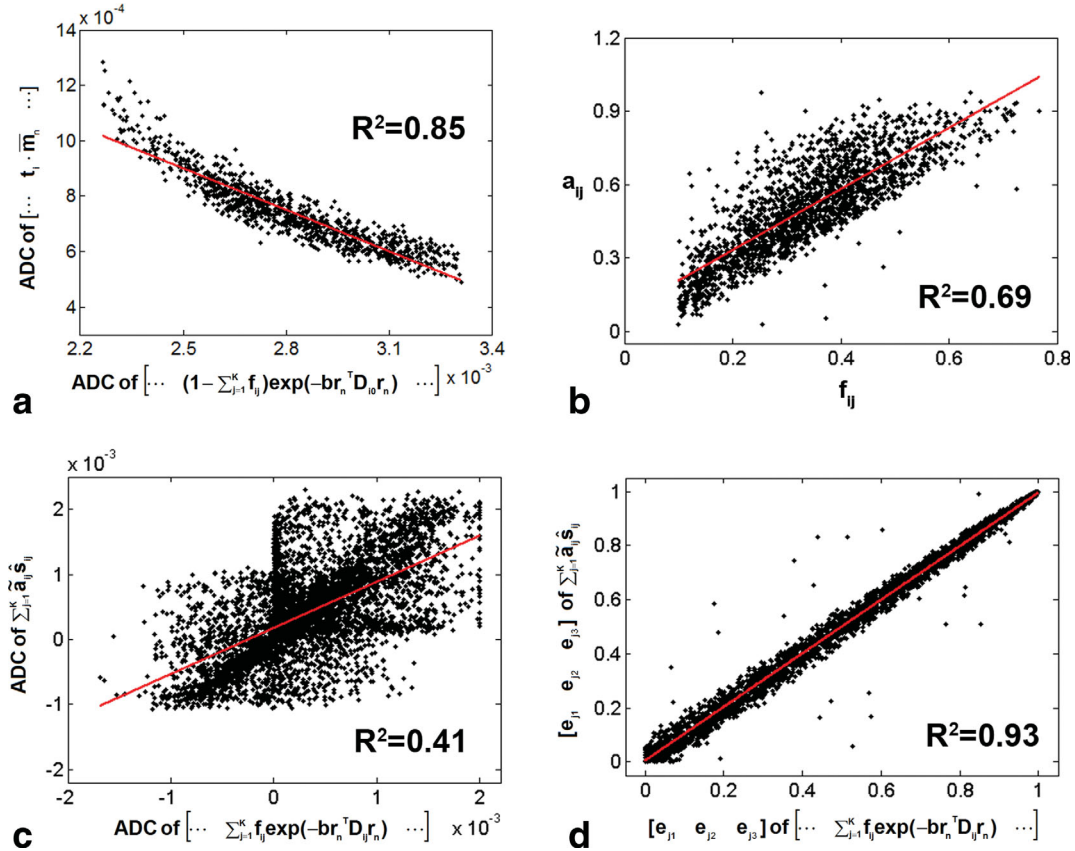 x 10⁻⁴
14
12
10
8
6
4
ADC of [⋯ tᵢ · m̅ₙ ⋯]
R²=0.85
2.2 2.5 2.8 3.1 3.4
ADC of [⋯ (1−∑ⱼ₌₁ᴷ fᵢⱼ)exp(−brₙᵀDᵢ₀rₙ) ⋯] x 10⁻³
a
1.2
0.9
0.6
0.3
0
aᵢⱼ
R²=0.69
0 0.2 0.4 0.6 0.8
fᵢⱼ
b
x 10⁻³
2
1
0
-1
-2
ADC of ∑ⱼ₌₁ᴷ ãᵢⱼŝᵢⱼ
R²=0.41
-2 -1 0 1 2
ADC of [⋯ ∑ⱼ₌₁ᴷ fᵢⱼexp(−brₙᵀDᵢⱼrₙ) ⋯] x 10⁻³
c
1
0.8
0.6
0.4
0.2
0
[eⱼ₁ eⱼ₂ eⱼ₃] of ∑ⱼ₌₁ᴷ ãᵢⱼŝᵢⱼ
R²=0.93
0 0.2 0.4 0.6 0.8 1
[eⱼ₁ eⱼ₂ eⱼ₃] of [⋯ ∑ⱼ₌₁ᴷ fᵢⱼexp(−brₙᵀDᵢⱼrₙ) ⋯]
d